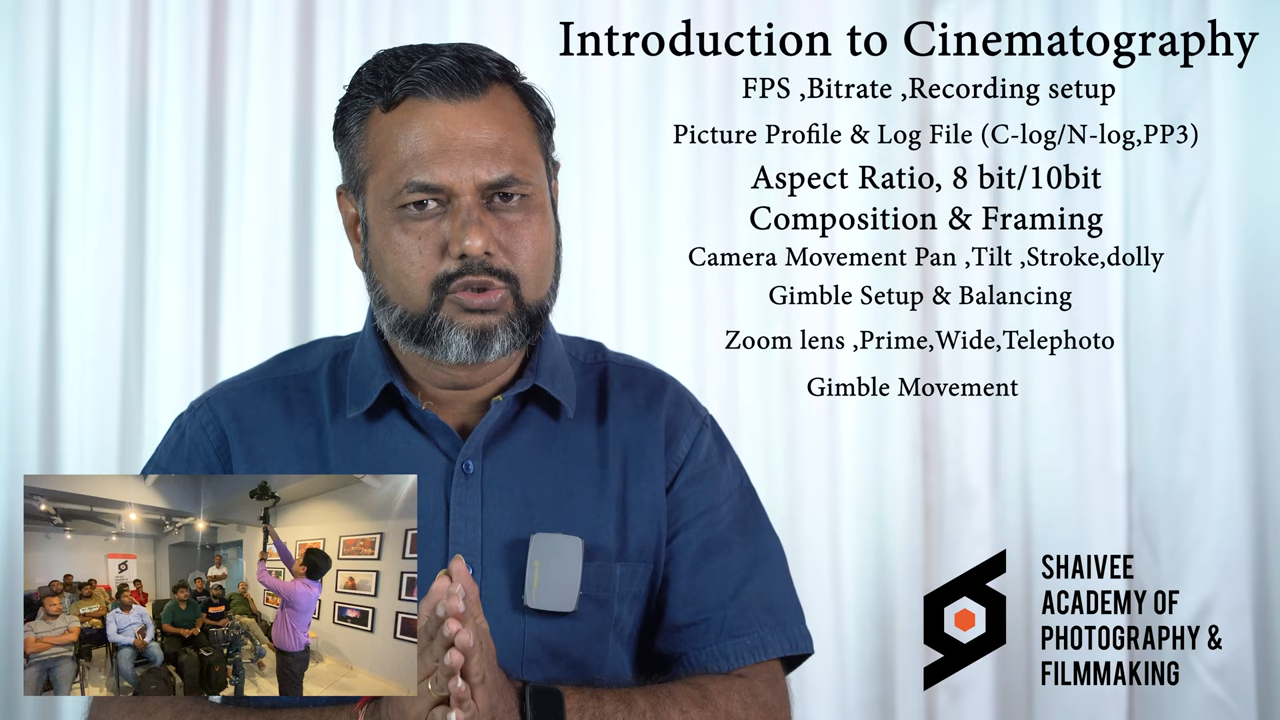 Introduction to Cinematography
FPS ,Bitrate ,Recording setup
Picture Profile & Log File (C-log/N-log,PP3)
Aspect Ratio, 8 bit/10bit
Composition & Framing
Camera Movement Pan ,Tilt ,Stroke,dolly
Gimble Setup & Balancing
Zoom lens ,Prime,Wide,Telephoto
Gimble Movement
SHAIVEE
ACADEMY OF
PHOTOGRAPHY &
FILMMAKING